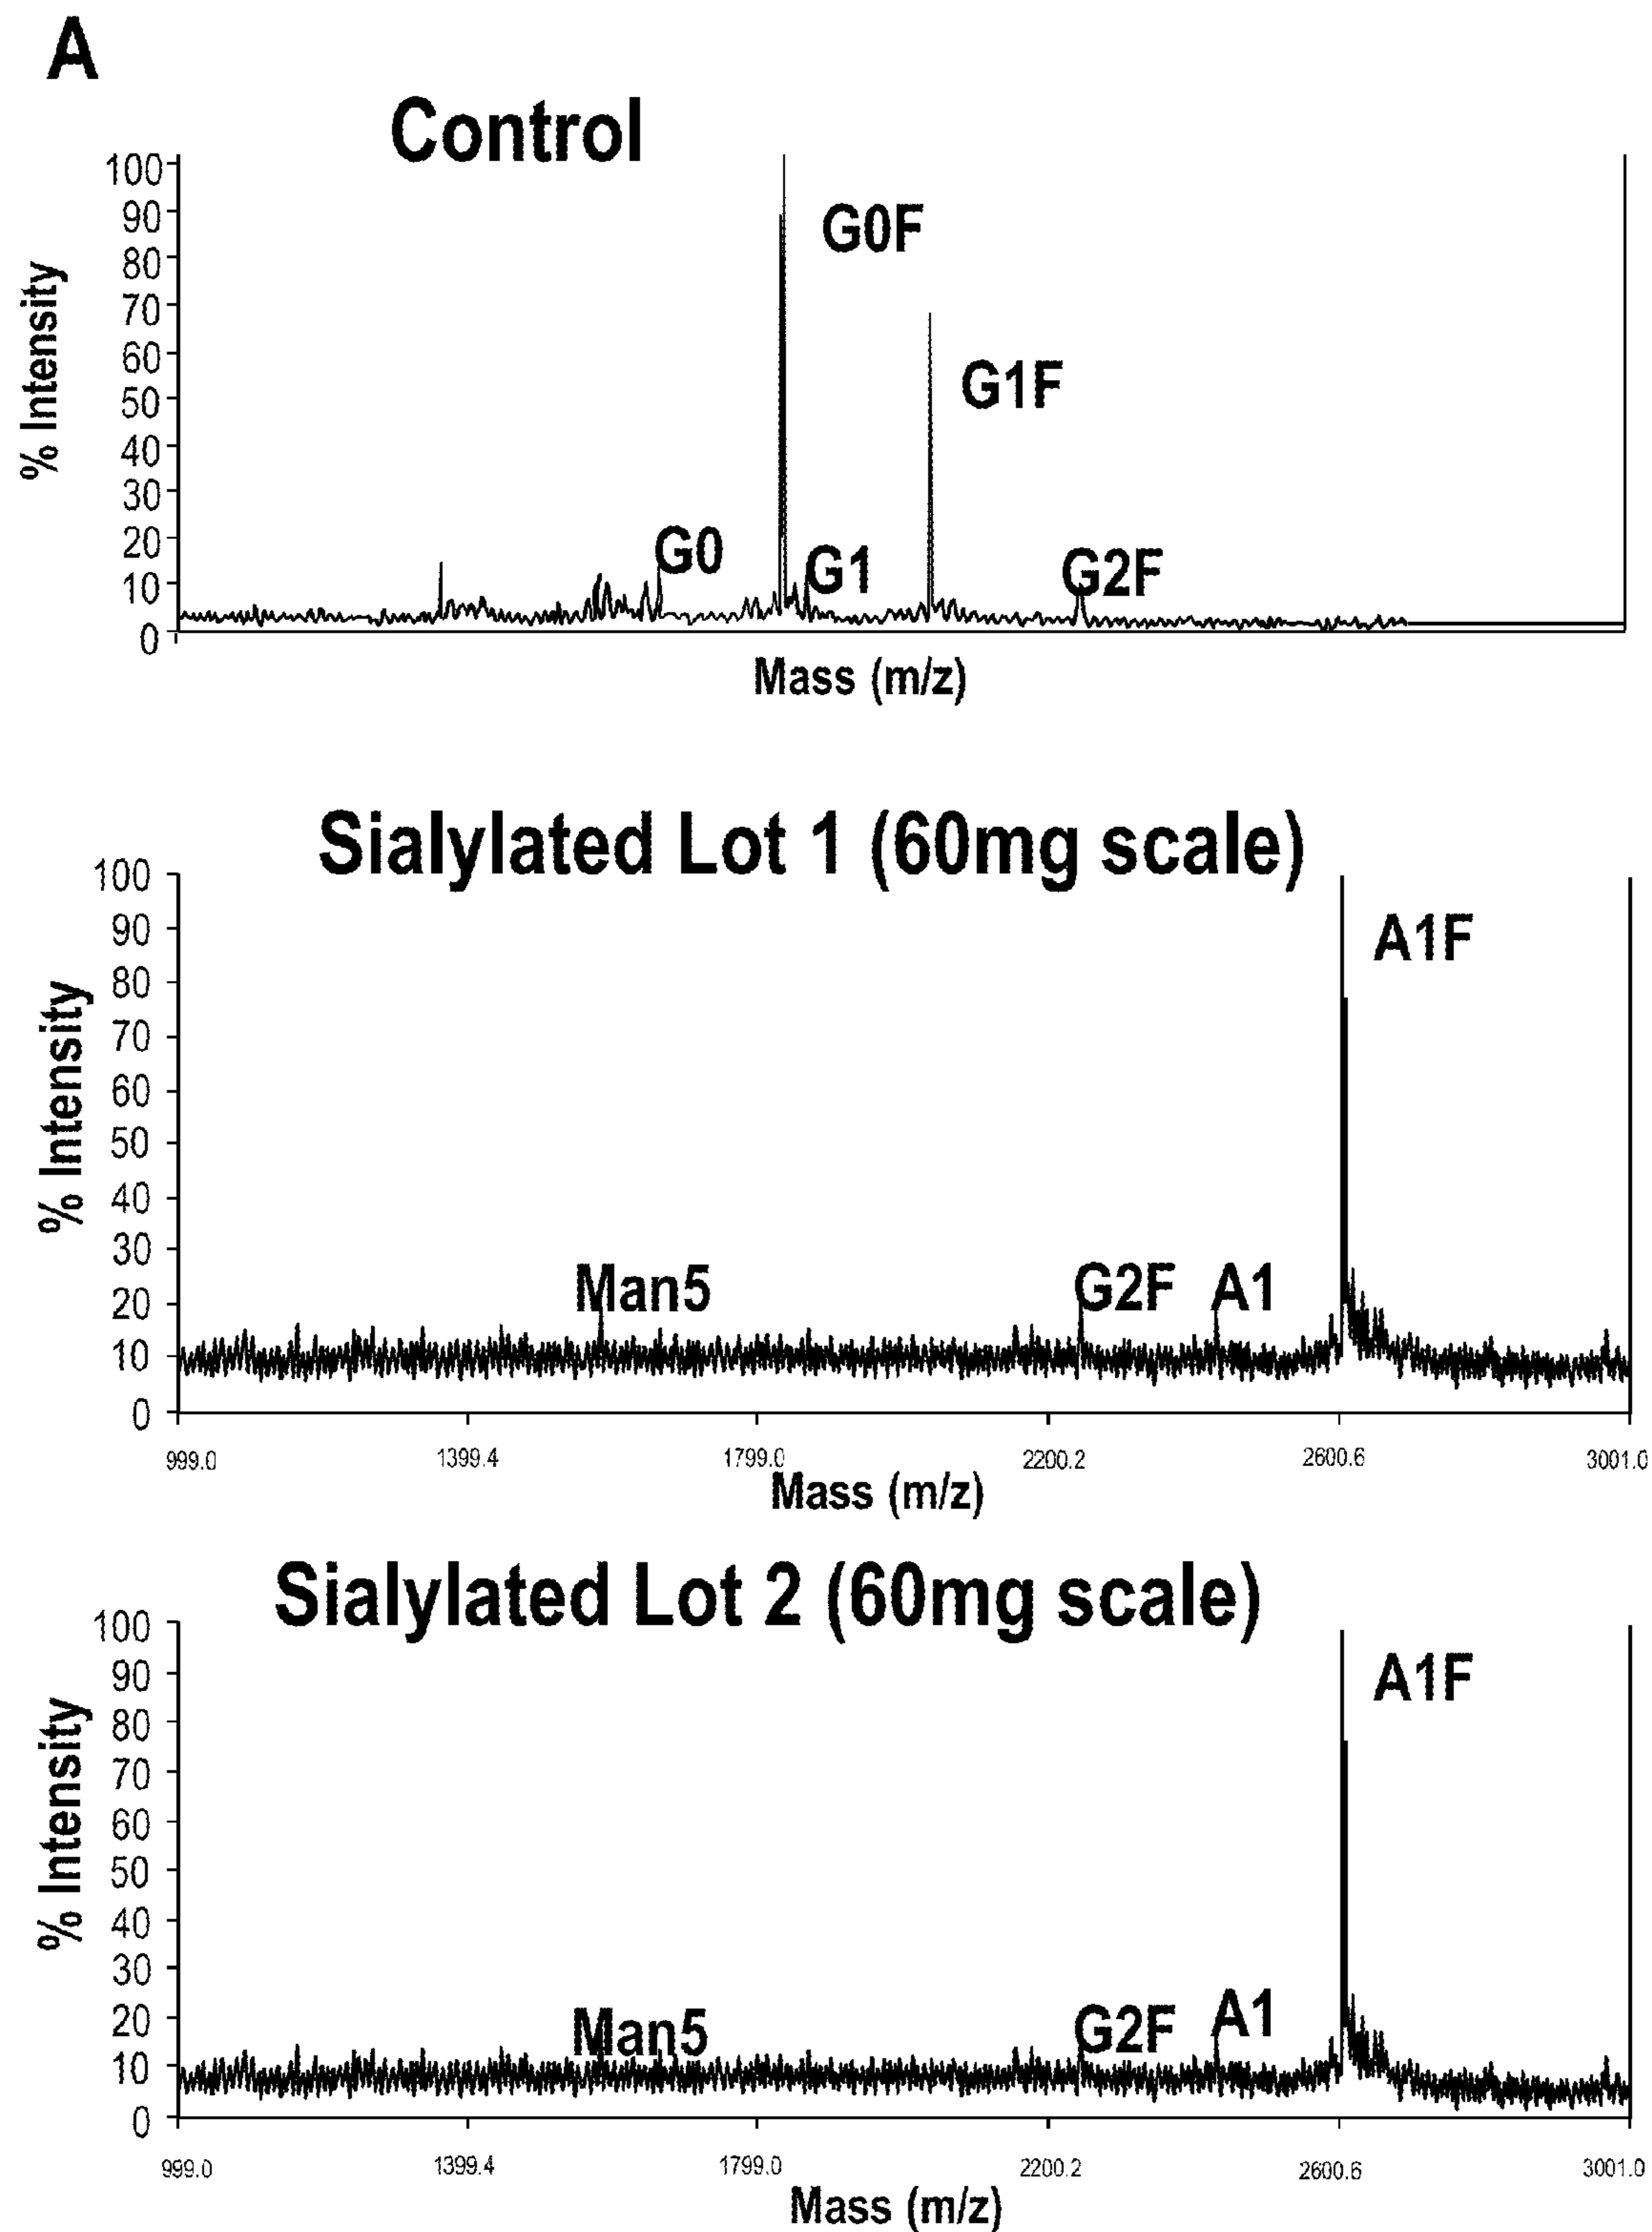 A
Control
% Intensity
100
90
80
70
60
50
40
30
20
10
0
G0F
G1F
G0
G1
G2F
Mass (m/z)
Sialylated Lot 1 (60mg scale)
% Intensity
100
90
80
70
60
50
40
30
20
10
0
A1F
Man5
G2F
A1
999.0 1399.4 1799.0 2200.2 2600.6 3001.0
Mass (m/z)
Sialylated Lot 2 (60mg scale)
% Intensity
100
90
80
70
60
50
40
30
20
10
0
A1F
Man5
G2F
A1
999.0 1399.4 1799.0 2200.2 2600.6 3001.0
Mass (m/z)